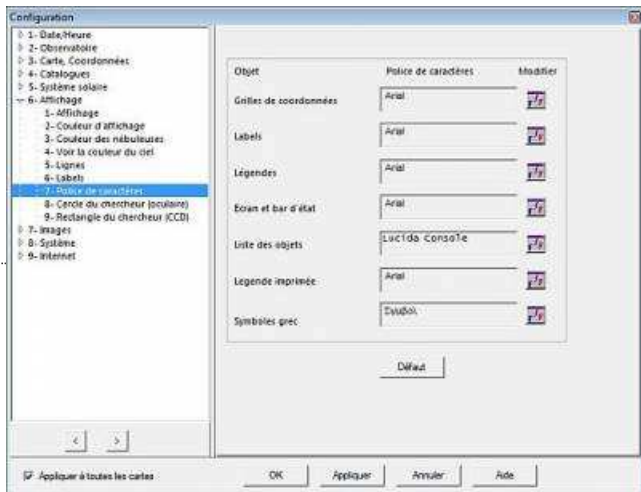 Configuration
1- Date/Heure
2- Observatoire
3- Carte, Coordonnées
4- Catalogues
5- Système solaire
6- Affichage
1- Affichage
2- Couleur d'affichage
3- Couleur des nébuleuses
4- Voir la couleur du ciel
5- Lignes
6- Labels
7- Police de caractères
8- Cercle du chercheur (oculaire)
9- Rectangle du chercheur (CCD)
7- Images
8- Système
9- Internet
< >
Appliquer à toutes les cartes
Objet Police de caractères Modifier
Grilles de coordonnées Arial
Labels Arial
Légendes Arial
Ecran et bar d'état Arial
Liste des objets Lucida Console
Legende imprimée Arial
Symboles grec
Défaut
OK Appliquer Annuler Aide